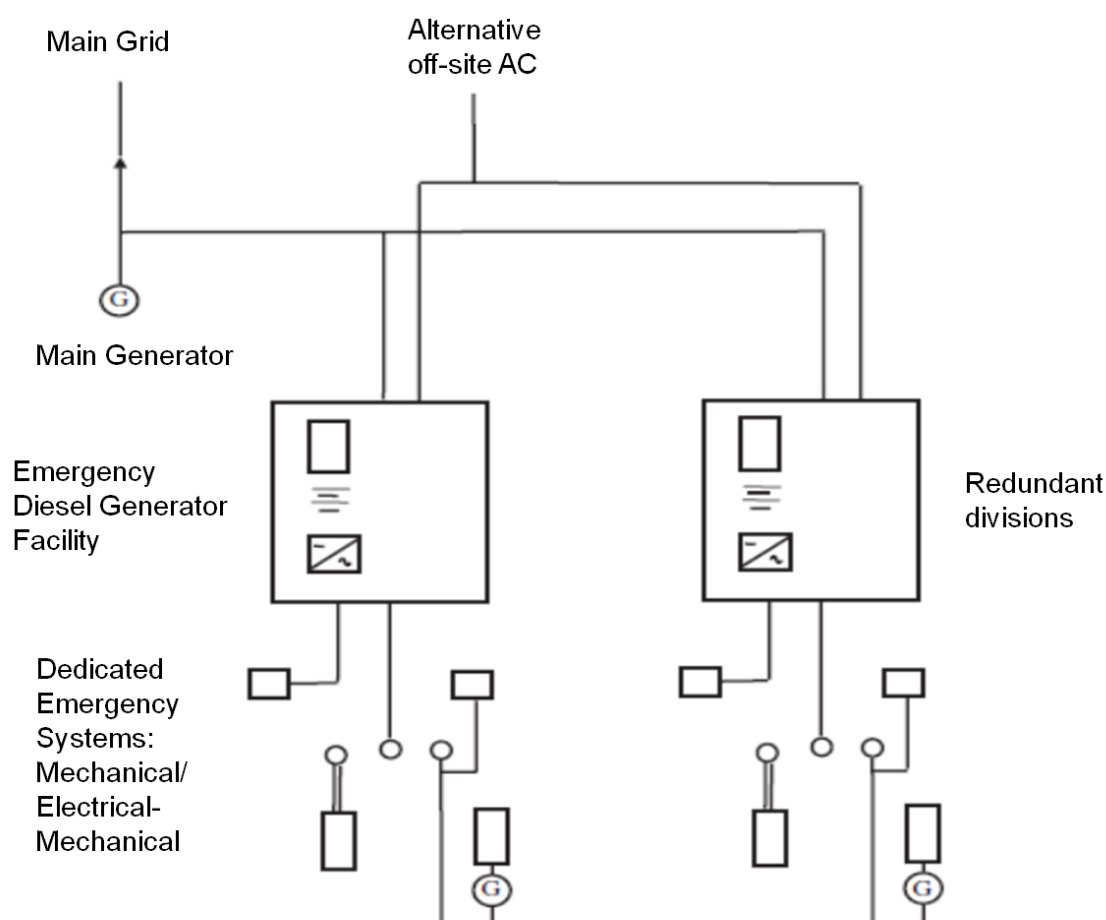 Main Grid
Alternative
off-site AC
G
Main Generator
Emergency
Diesel Generator
Facility
Redundant
divisions
Dedicated
Emergency
Systems:
Mechanical/
Electrical-
Mechanical
G
G